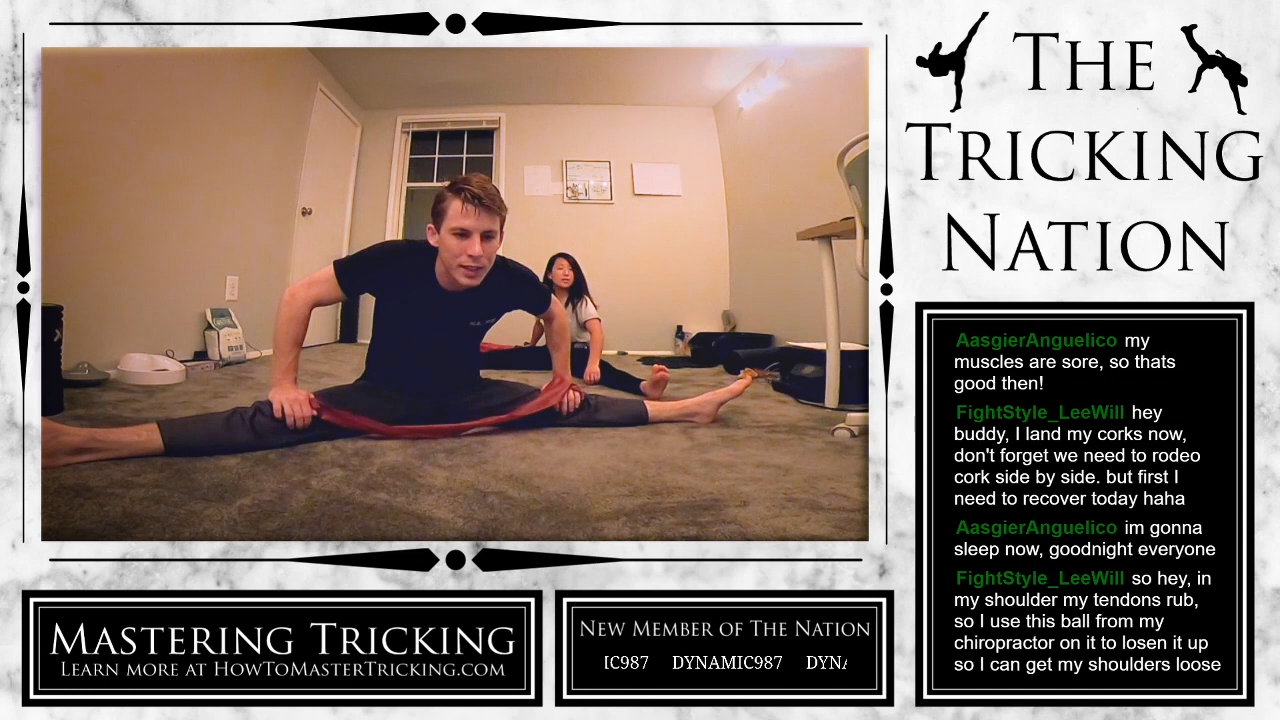 THE
TRICKING
NATION
AasgierAnguelico my
muscles are sore, so thats
good then!
FightStyle_LeeWill hey
buddy, I land my corks now,
don't forget we need to rodeo
cork side by side. but first I
need to recover today haha
AasgierAnguelico im gonna
sleep now, goodnight everyone
FightStyle_LeeWill so hey, in
my shoulder my tendons rub,
so I use this ball from my
chiropractor on it to losen it up
so I can get my shoulders loose
MASTERING TRICKING
LEARN MORE AT HOWTOMASTERTRICKING.COM
NEW MEMBER OF THE NATION
IC987 DYNAMIC987 DYNA